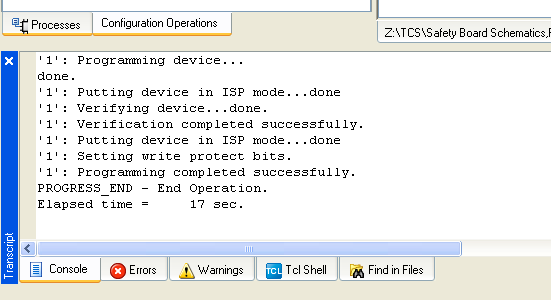 Processes
Configuration Operations
Z:\TCS\Safety Board Schematics,
'1': Programming device...
done.
'1': Putting device in ISP mode...done
'1': Verifying device...done.
'1': Verification completed successfully.
'1': Putting device in ISP mode...done
'1': Setting write protect bits.
'1': Programming completed successfully.
PROGRESS_END - End Operation.
Elapsed time =     17 sec.
Transcript
Console
Errors
Warnings
TCL
Tcl Shell
Find in Files